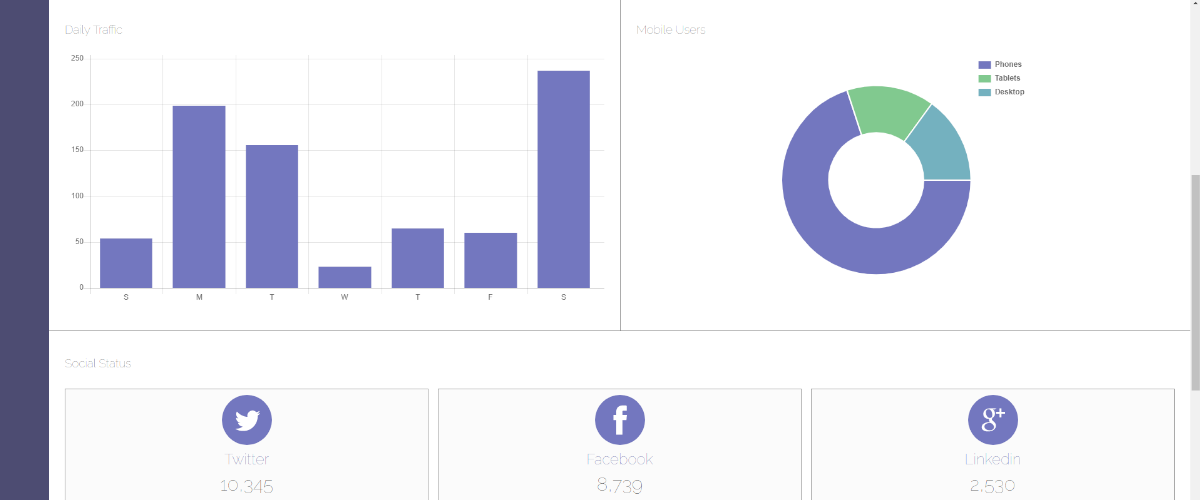 Daily Traffic
250
200
150
100
50
0
S M T W T F S
Mobile Users
Phones
Tablets
Desktop
Social Status
Twitter
10,345
Facebook
8,739
g+
Linkedin
2,530